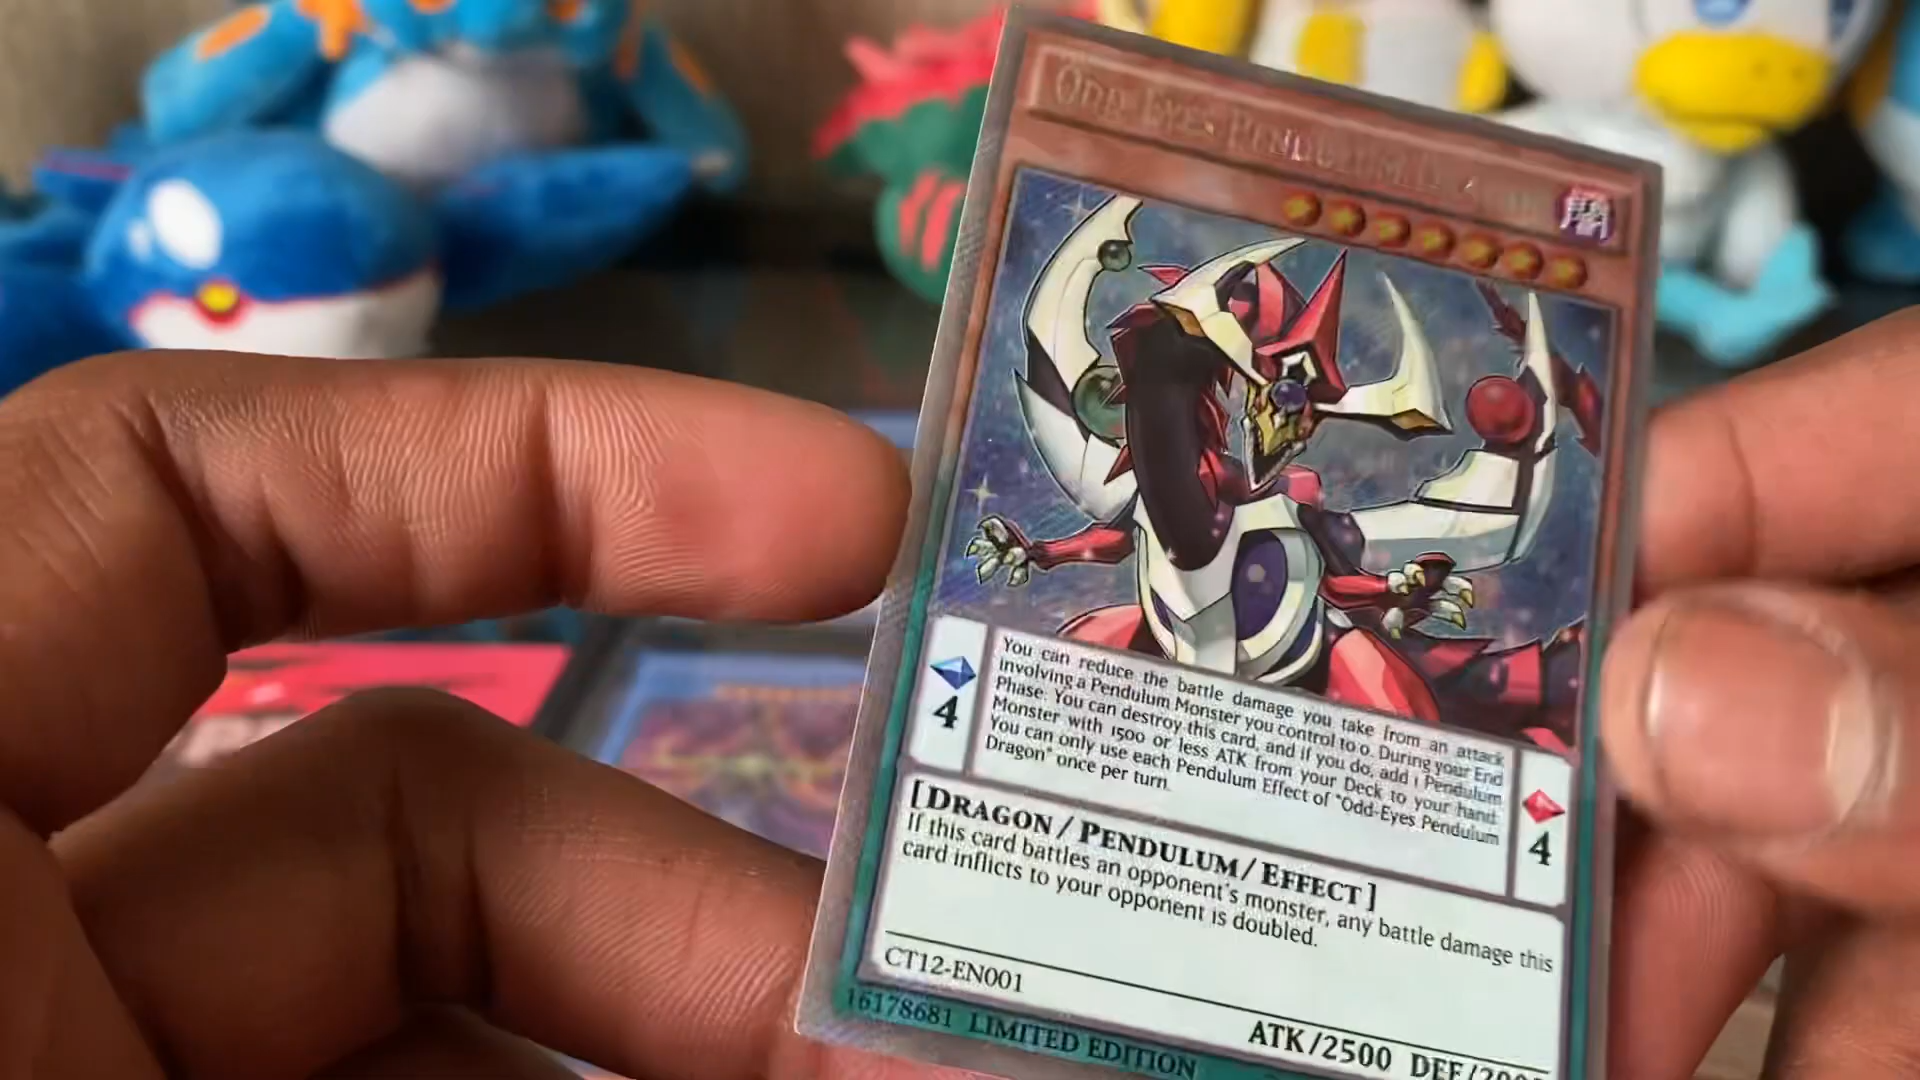 Odd-Eyes Pendulum Dragon
闇
You can reduce the battle damage you take from an attack
involving a Pendulum Monster you control to 0. During your End
Phase: You can destroy this card, and if you do, add 1 Pendulum
Monster with 1500 or less ATK from your Deck to your hand.
You can only use each Pendulum Effect of "Odd-Eyes Pendulum
Dragon" once per turn.
4
4
[DRAGON/PENDULUM/EFFECT]
If this card battles an opponent's monster, any battle damage this
card inflicts to your opponent is doubled.
CT12-EN001
ATK/2500 DEF/
16178681 LIMITED EDITION